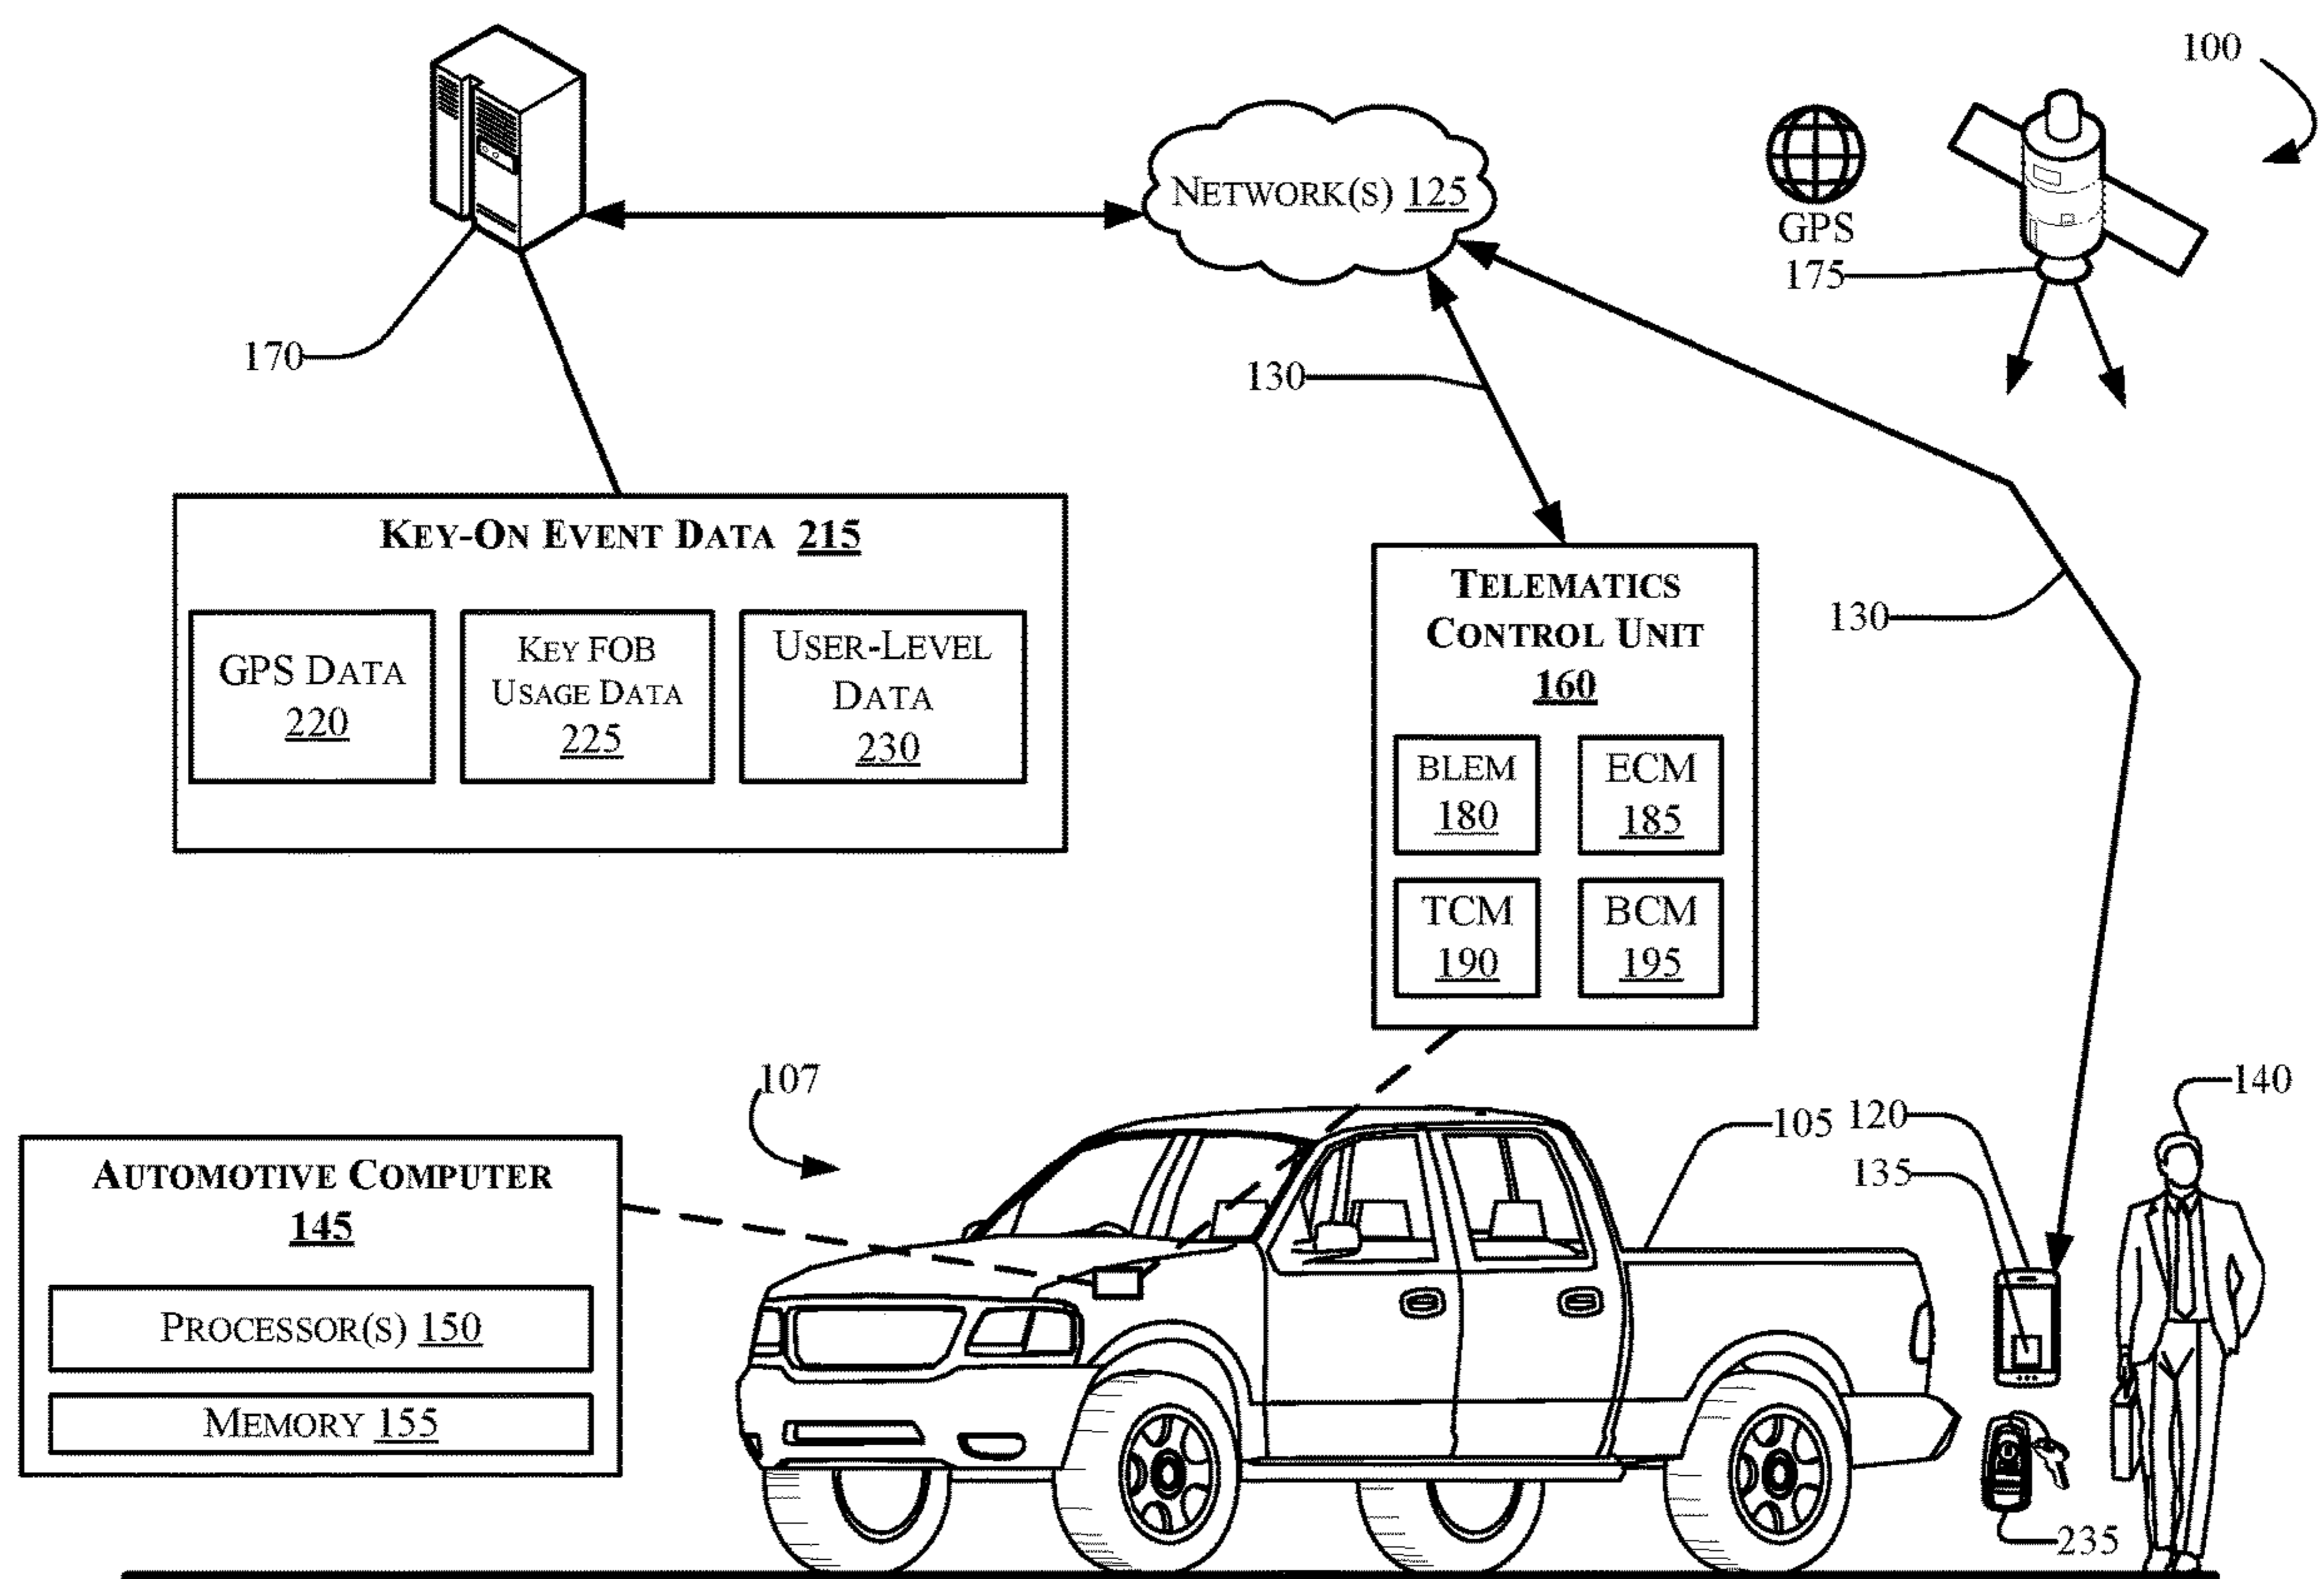 100
NETWORK(S) 125
GPS
175
170
130
KEY-ON EVENT DATA 215
GPS DATA
220
KEY FOB
USAGE DATA
225
USER-LEVEL
DATA
230
TELEMATICS
CONTROL UNIT
160
130
BLEM
180
ECM
185
TCM
190
BCM
195
107
140
105
120
135
AUTOMOTIVE COMPUTER
145
PROCESSOR(S) 150
MEMORY 155
235